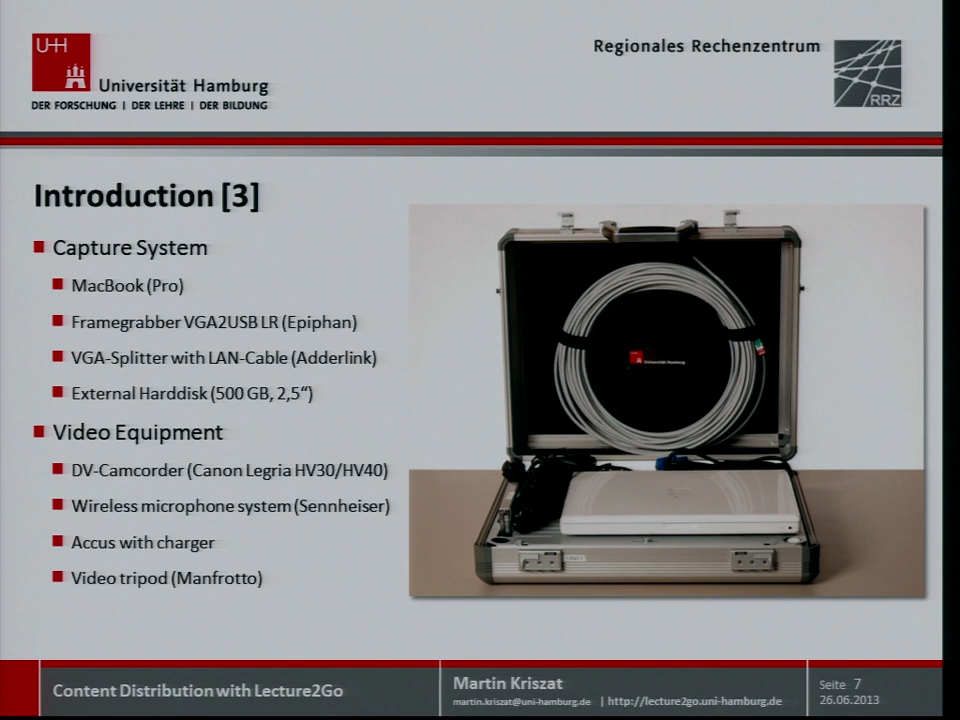 UHH
Universität Hamburg
DER FORSCHUNG | DER LEHRE | DER BILDUNG
Regionales Rechenzentrum
RRZ
Introduction [3]
Capture System
MacBook (Pro)
Framegrabber VGA2USB LR (Epiphan)
VGA-Splitter with LAN-Cable (Adderlink)
External Harddisk (500 GB, 2,5“)
Video Equipment
DV-Camcorder (Canon Legria HV30/HV40)
Wireless microphone system (Sennheiser)
Accus with charger
Video tripod (Manfrotto)
Universität Hamburg
Content Distribution with Lecture2Go
Martin Kriszat
martin.kriszat@uni-hamburg.de | http://lecture2go.uni-hamburg.de
Seite 7
26.06.2013